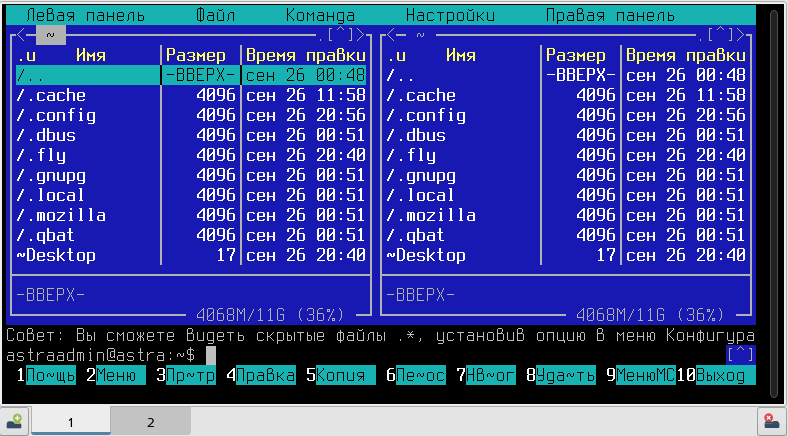 Левая панель Файл Команда Настройки Правая панель
<- ~ .[^]> <- ~ .[^]>
.и Имя Размер Время правки .и Имя Размер Время правки
/.. -ВВЕРХ- сен 26 00:48 /.. -ВВЕРХ- сен 26 00:48
/.cache 4096 сен 26 11:58 /.cache 4096 сен 26 11:58
/.config 4096 сен 26 20:56 /.config 4096 сен 26 20:56
/.dbus 4096 сен 26 00:51 /.dbus 4096 сен 26 00:51
/.fly 4096 сен 26 20:40 /.fly 4096 сен 26 20:40
/.gnupg 4096 сен 26 00:51 /.gnupg 4096 сен 26 00:51
/.local 4096 сен 26 00:51 /.local 4096 сен 26 00:51
/.mozilla 4096 сен 26 00:51 /.mozilla 4096 сен 26 00:51
/.qbat 4096 сен 26 00:51 /.qbat 4096 сен 26 00:51
~Desktop 17 сен 26 20:40 ~Desktop 17 сен 26 20:40
-ВВЕРХ- -ВВЕРХ-
4068M/11G (36%) 4068M/11G (36%)
Совет: Вы сможете видеть скрытые файлы .*, установив опцию в меню Конфигура
astraadmin@astra:~$ [^]
1По~щь 2Меню 3Пр~тр 4Правка 5Копия 6Пе~ос 7НВ~ог 8Уда~ть 9МенюMC 10Выход
1 2